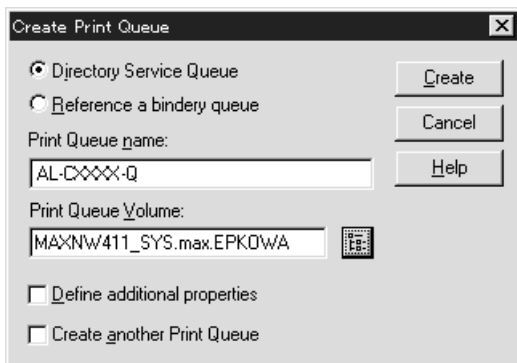 Create Print Queue
Directory Service Queue
Reference a bindery queue
Print Queue name:
AL-CXXXX-Q
Print Queue Volume:
MAXNW411_SYS.max.EPKOWA
Define additional properties
Create another Print Queue
Create
Cancel
Help